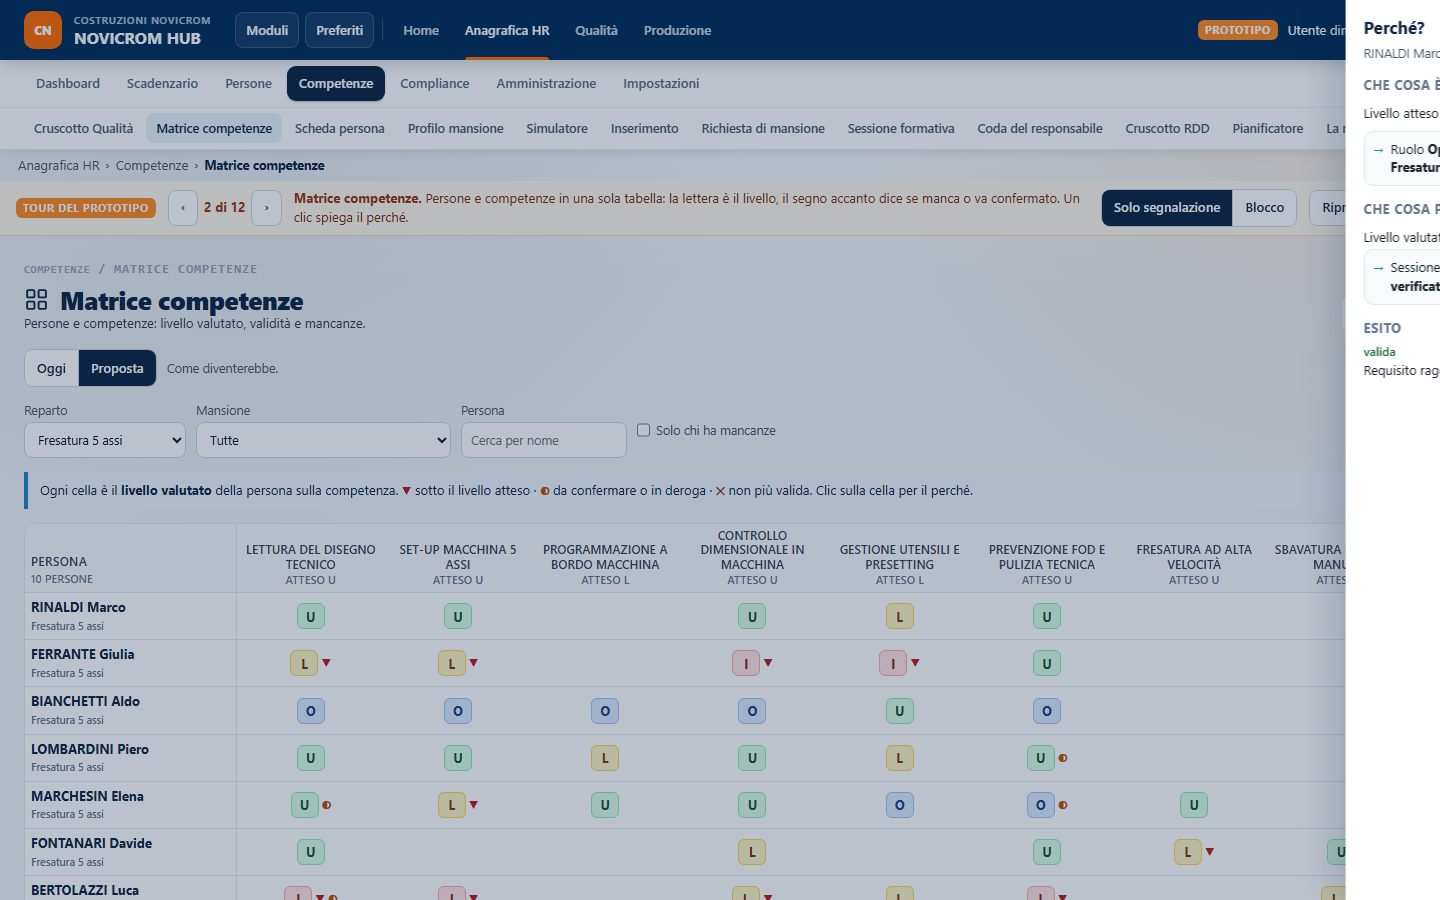 CN
COSTRUZIONI NOVICROM
NOVICROM HUB
Moduli
Preferiti
Home
Anagrafica HR
Qualità
Produzione
PROTOTIPO
Utente
Dashboard
Scadenzario
Persone
Competenze
Compliance
Amministrazione
Impostazioni
Cruscotto Qualità
Matrice competenze
Scheda persona
Profilo mansione
Simulatore
Inserimento
Richiesta di mansione
Sessione formativa
Coda del responsabile
Cruscotto RDD
Pianificatore
La
Anagrafica HR › Competenze › Matrice competenze
TOUR DEL PROTOTIPO
‹
2 di 12
›
Matrice competenze. Persone e competenze in una sola tabella: la lettera è il livello, il segno accanto dice se manca o va confermato. Un
clic spiega il perché.
Solo segnalazione
Blocco
COMPETENZE / MATRICE COMPETENZE
Matrice competenze
Persone e competenze: livello valutato, validità e mancanze.
Oggi
Proposta
Come diventerebbe.
Reparto
Mansione
Persona
Fresatura 5 assi
Tutte
Cerca per nome
Solo chi ha mancanze
Ogni cella è il livello valutato della persona sulla competenza. ▼ sotto il livello atteso · ◐ da confermare o in deroga · ✕ non più valida. Clic sulla cella per il perché.
PERSONA
10 PERSONE
LETTURA DEL DISEGNO TECNICO
ATTESO U
SET-UP MACCHINA 5 ASSI
ATTESO U
PROGRAMMAZIONE A BORDO MACCHINA
ATTESO L
CONTROLLO DIMENSIONALE IN MACCHINA
ATTESO U
GESTIONE UTENSILI E PRESETTING
ATTESO L
PREVENZIONE FOD E PULIZIA TECNICA
ATTESO U
FRESATURA AD ALTA VELOCITÀ
ATTESO U
SBAVATURA
RINALDI Marco
Fresatura 5 assi
U U U L U
FERRANTE Giulia
Fresatura 5 assi
L ▼ L ▼ I ▼ I ▼ U
BIANCHETTI Aldo
Fresatura 5 assi
O O O O U O
LOMBARDINI Piero
Fresatura 5 assi
U U L U L U ◐
MARCHESIN Elena
Fresatura 5 assi
U ◐ L ▼ U U O O ◐ U
FONTANARI Davide
Fresatura 5 assi
U L U L ▼ U
BERTOLAZZI Luca
Perché?
RINALDI
CHE COSA È
Livello atteso
→ Ruolo
CHE COSA
Livello
→ Sessione
ESITO
valida
Requisito